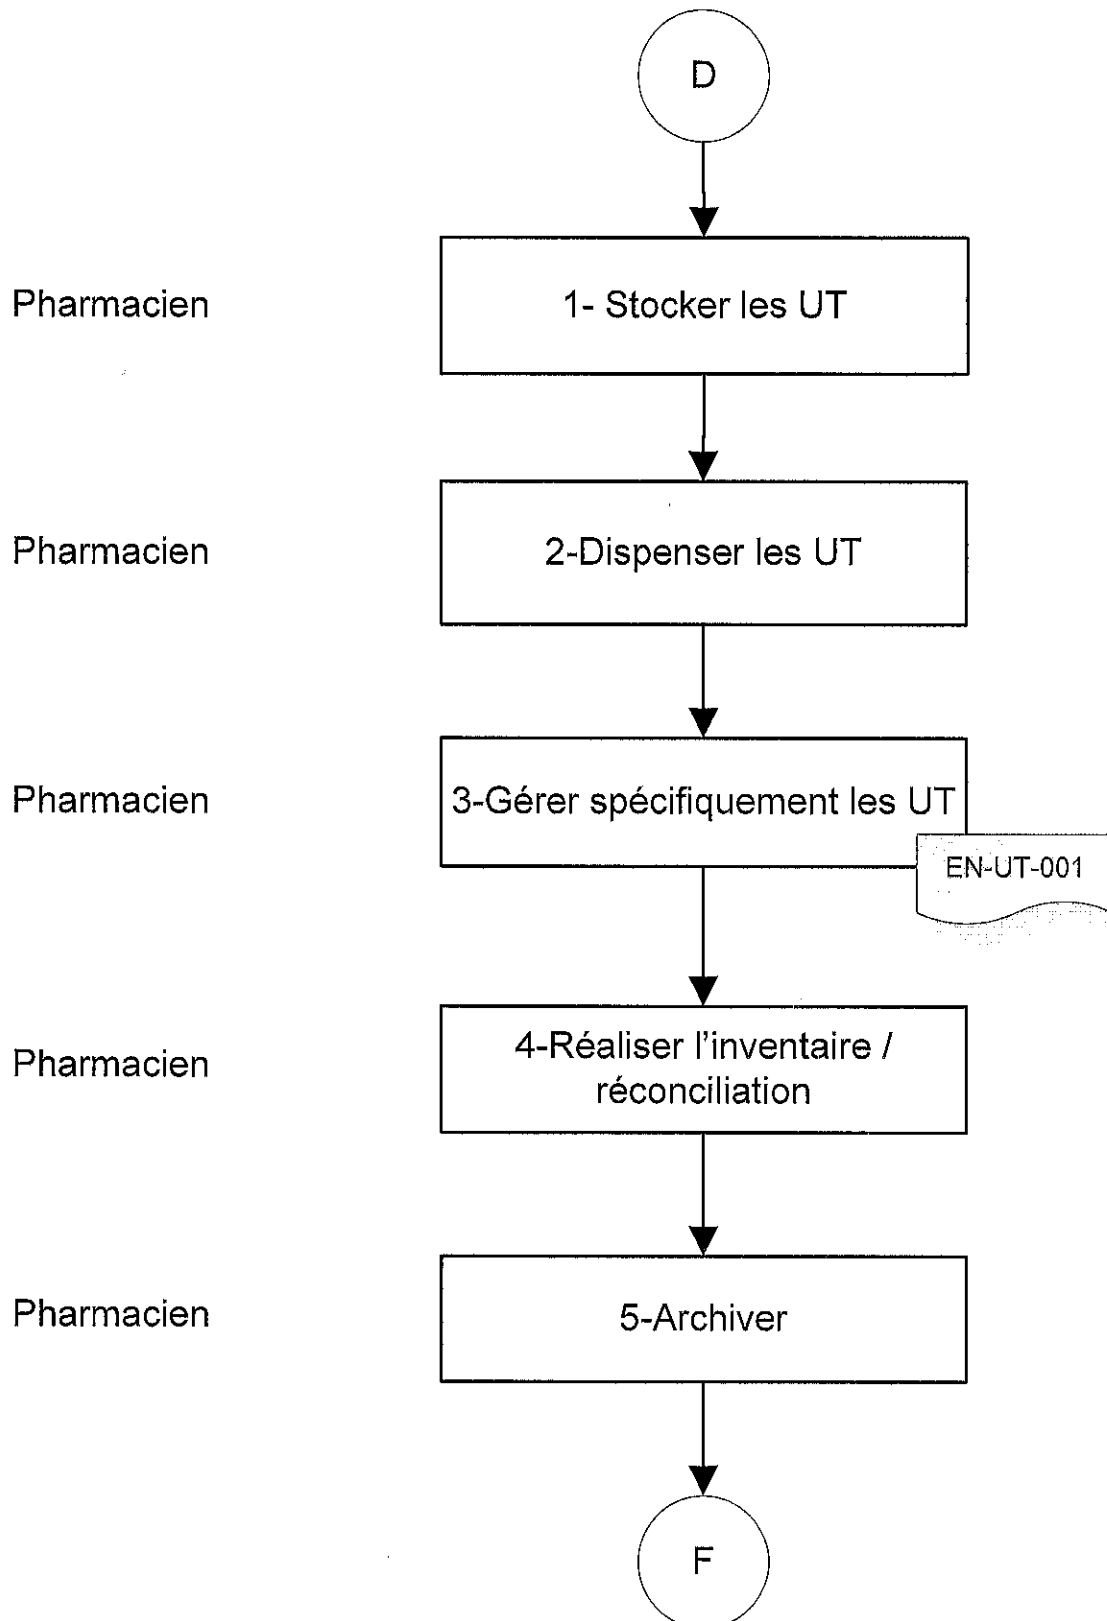 D
Pharmacien
1- Stocker les UT
Pharmacien
2-Dispenser les UT
Pharmacien
3-Gérer spécifiquement les UT
EN-UT-001
Pharmacien
4-Réaliser l'inventaire /
réconciliation
Pharmacien
5-Archiver
F